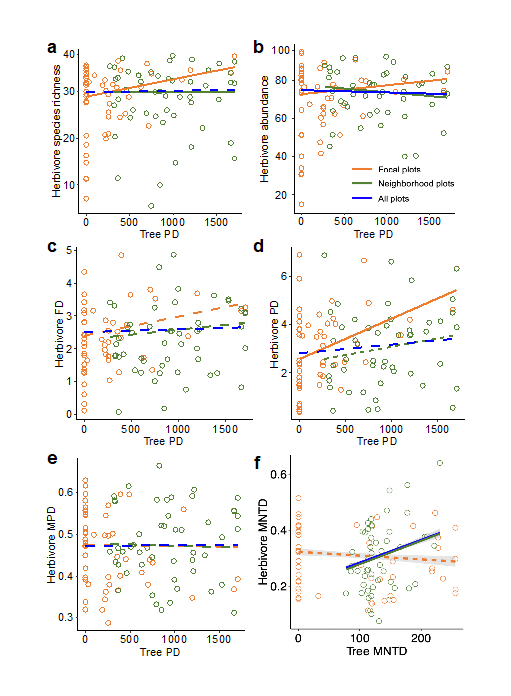 a
b
40
30
20
10
Herbivore species richness
0 500 1000 1500
Tree PD
100
80
60
40
20
Herbivore abundance
Focal plots
Neighborhood plots
All plots
0 500 1000 1500
Tree PD
c
d
5
4
3
2
1
0
Herbivore FD
0 500 1000 1500
Tree PD
6
4
2
Herbivore PD
0 500 1000 1500
Tree PD
e
f
0.6
0.5
0.4
0.3
Herbivore MPD
0 500 1000 1500
Tree PD
0.6
0.4
0.2
Herbivore MNTD
0 100 200
Tree MNTD